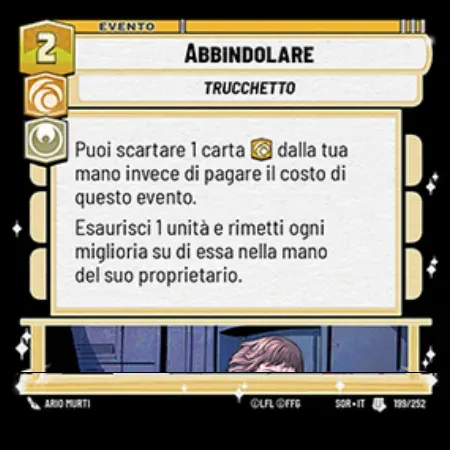 EVENTO
2
ABBINDOLARE
TRUCCHETTO
Puoi scartare 1 carta dalla tua
mano invece di pagare il costo di
questo evento.
Esaurisci 1 unità e rimetti ogni
miglioria su di essa nella mano
del suo proprietario.
ARIO MURTI
©LFL ©FFG
SOR • IT
199/252